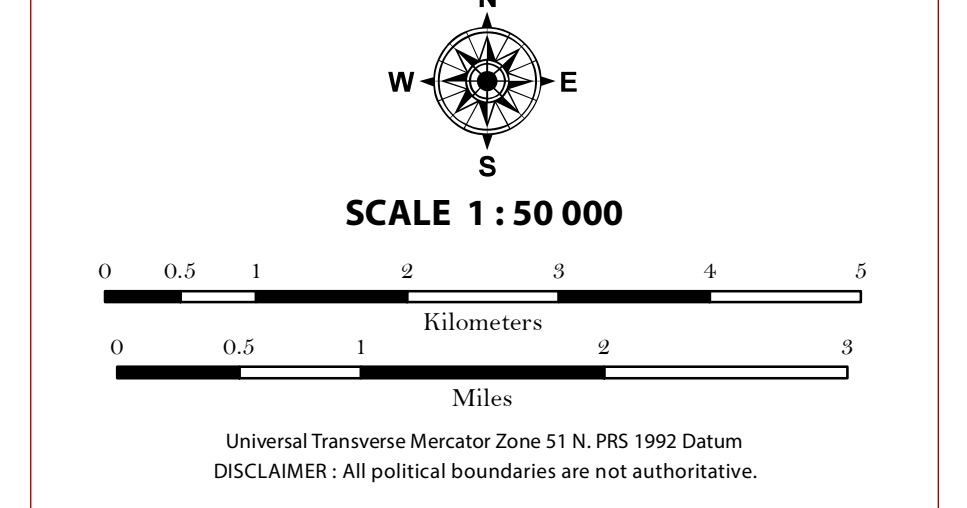 N
W E
S
SCALE 1 : 50 000
0 0.5 1 2 3 4 5
Kilometers
0 0.5 1 2 3
Miles
Universal Transverse Mercator Zone 51 N. PRS 1992 Datum
DISCLAIMER : All political boundaries are not authoritative.